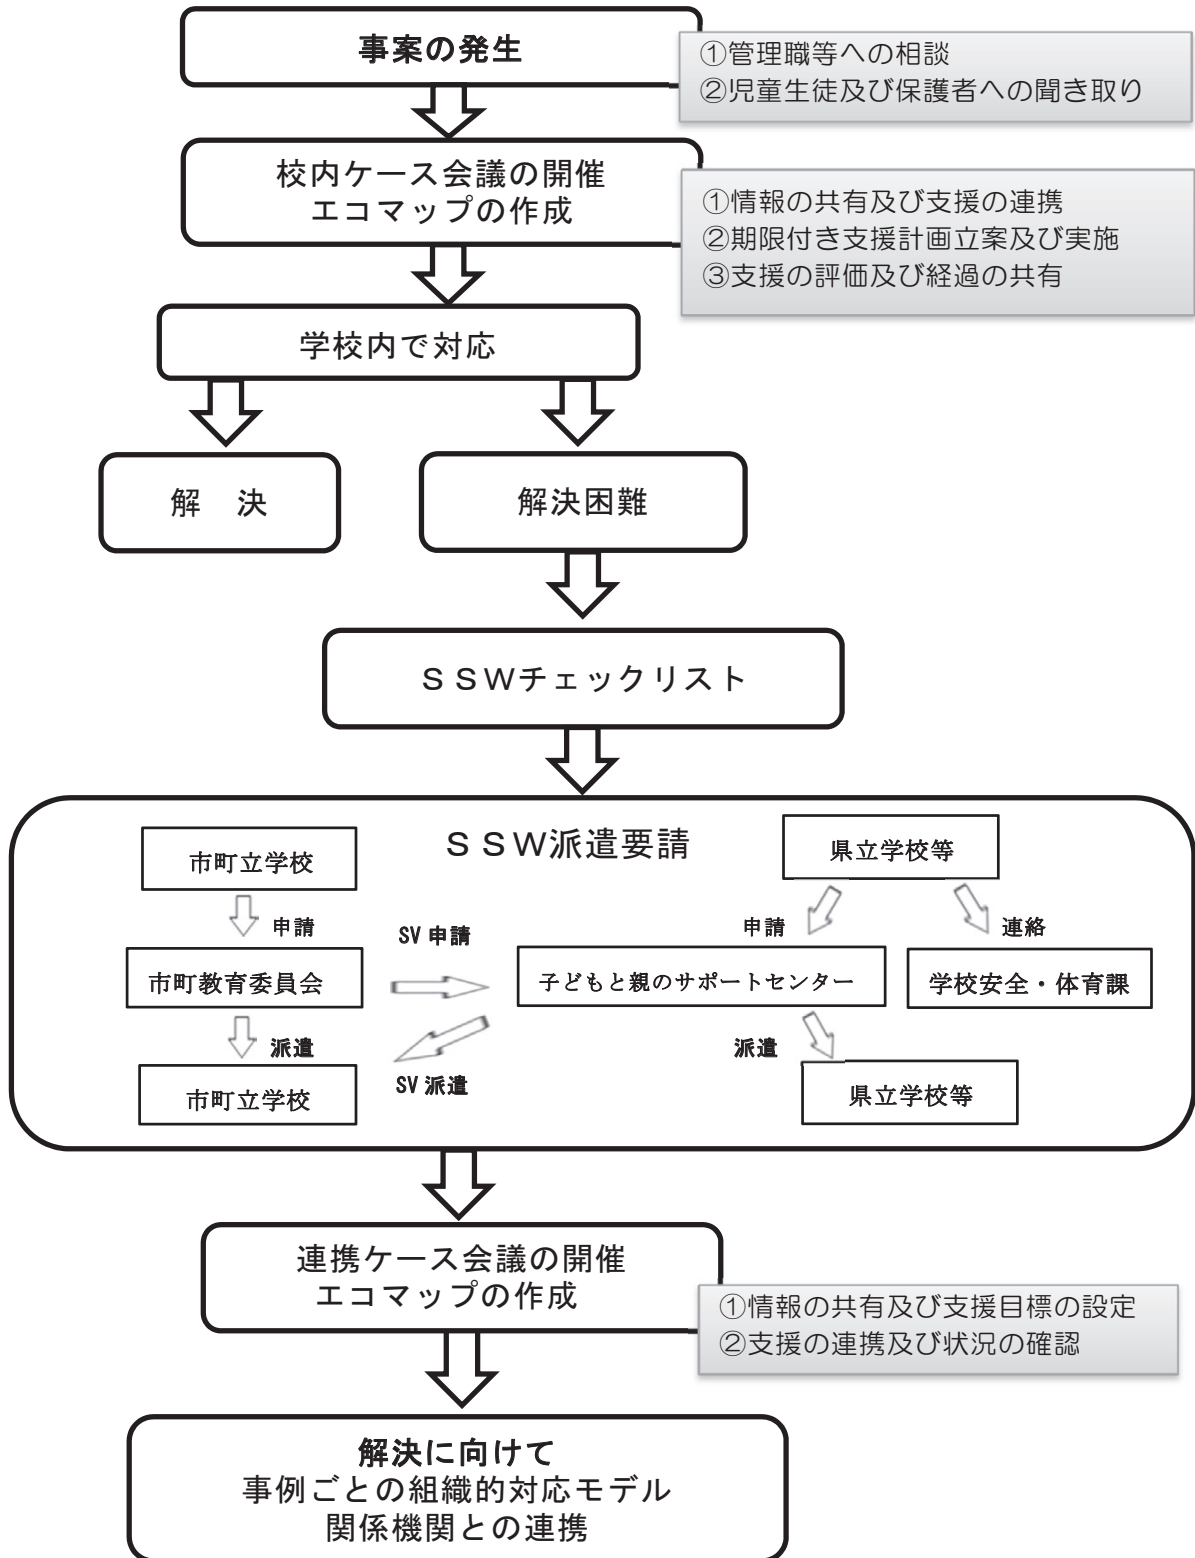 事案の発生
①管理職等への相談
②児童生徒及び保護者への聞き取り
校内ケース会議の開催
エコマップの作成
①情報の共有及び支援の連携
②期限付き支援計画立案及び実施
③支援の評価及び経過の共有
学校内で対応
解　決
解決困難
ＳＳＷチェックリスト
ＳＳＷ派遣要請
市町立学校
県立学校等
申請
SV 申請
申請
連絡
市町教育委員会
子どもと親のサポートセンター
学校安全・体育課
派遣
SV 派遣
派遣
市町立学校
県立学校等
連携ケース会議の開催
エコマップの作成
①情報の共有及び支援目標の設定
②支援の連携及び状況の確認
解決に向けて
事例ごとの組織的対応モデル
関係機関との連携